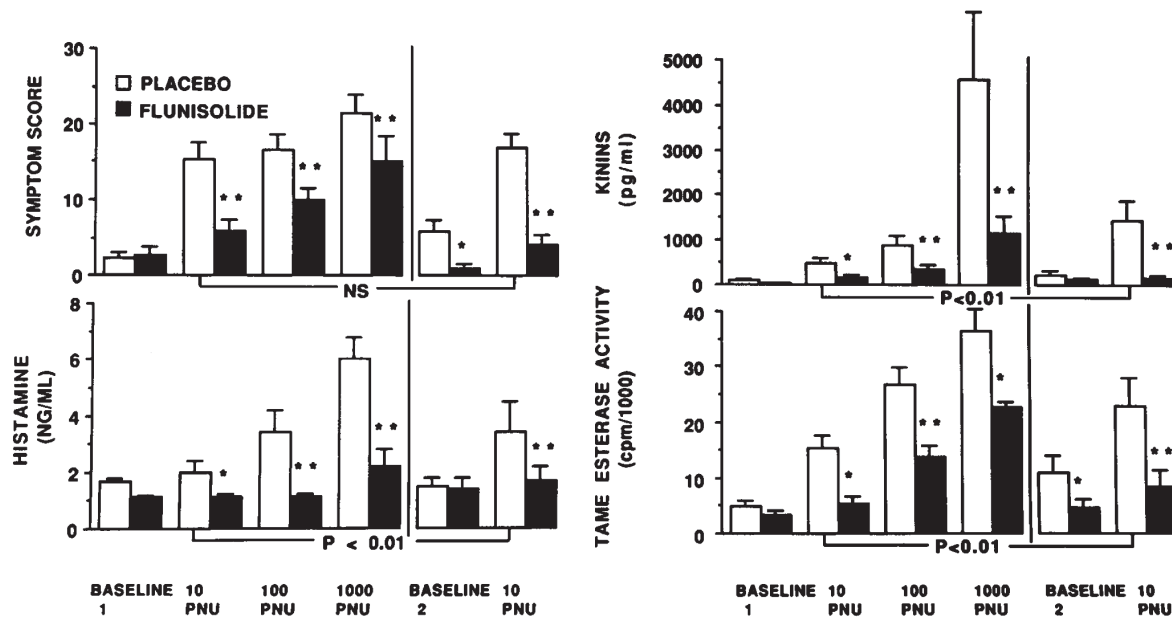 SYMPTOM SCORE
30
20
10
0
PLACEBO
FLUNISOLIDE
* *
* *
* *
*
* *
NS
HISTAMINE
(NG/ML)
8
6
4
2
0
*
* *
* *
* *
P < 0.01
BASELINE 10 100 1000 BASELINE 10
1 PNU PNU PNU 2 PNU
KININS
(pg/ml)
5000
4000
5000
2000
1000
0
*
* *
* *
* *
P<0.01
TAME ESTERASE ACTIVITY
(cpm/1000)
40
30
20
10
0
*
* *
*
*
* *
P<0.01
BASELINE 10 100 1000 BASELINE 10
1 PNU PNU PNU 2 PNU